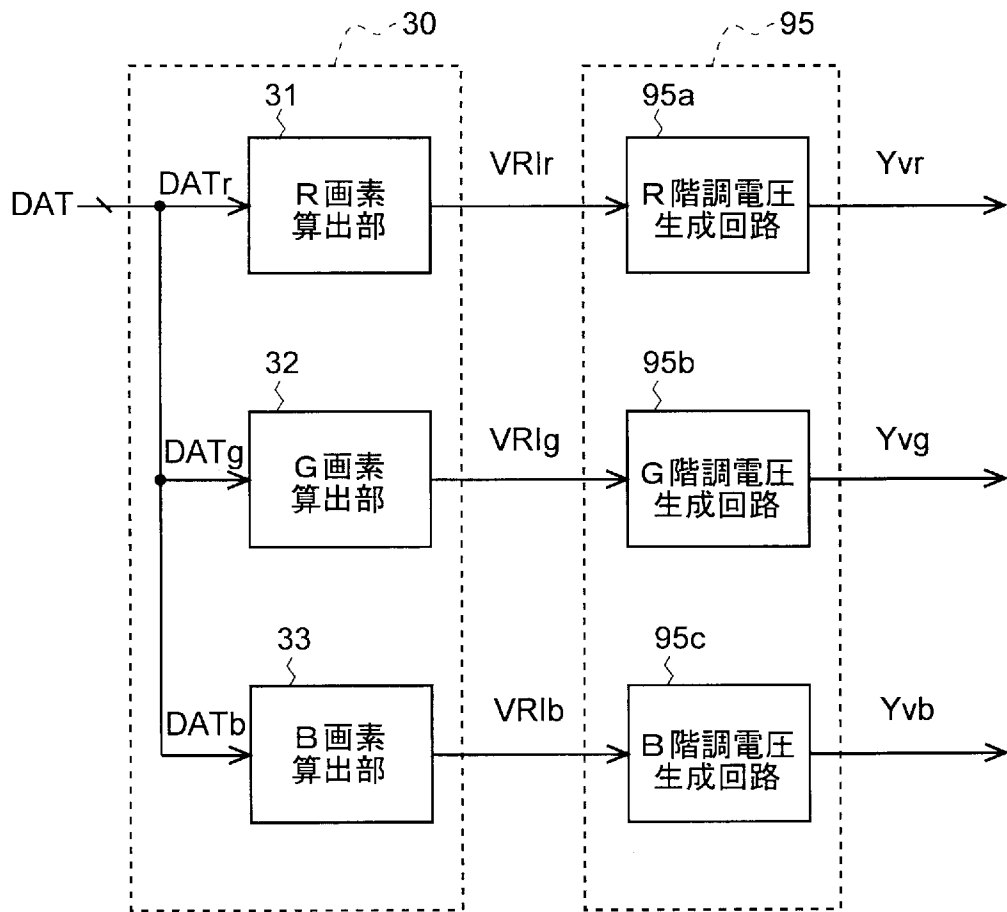 30
95
31
95a
DAT
DATr
R画素
算出部
VRIr
R階調電圧
生成回路
Yvr
32
95b
DATg
G画素
算出部
VRIg
G階調電圧
生成回路
Yvg
33
95c
DATb
B画素
算出部
VRIb
B階調電圧
生成回路
Yvb